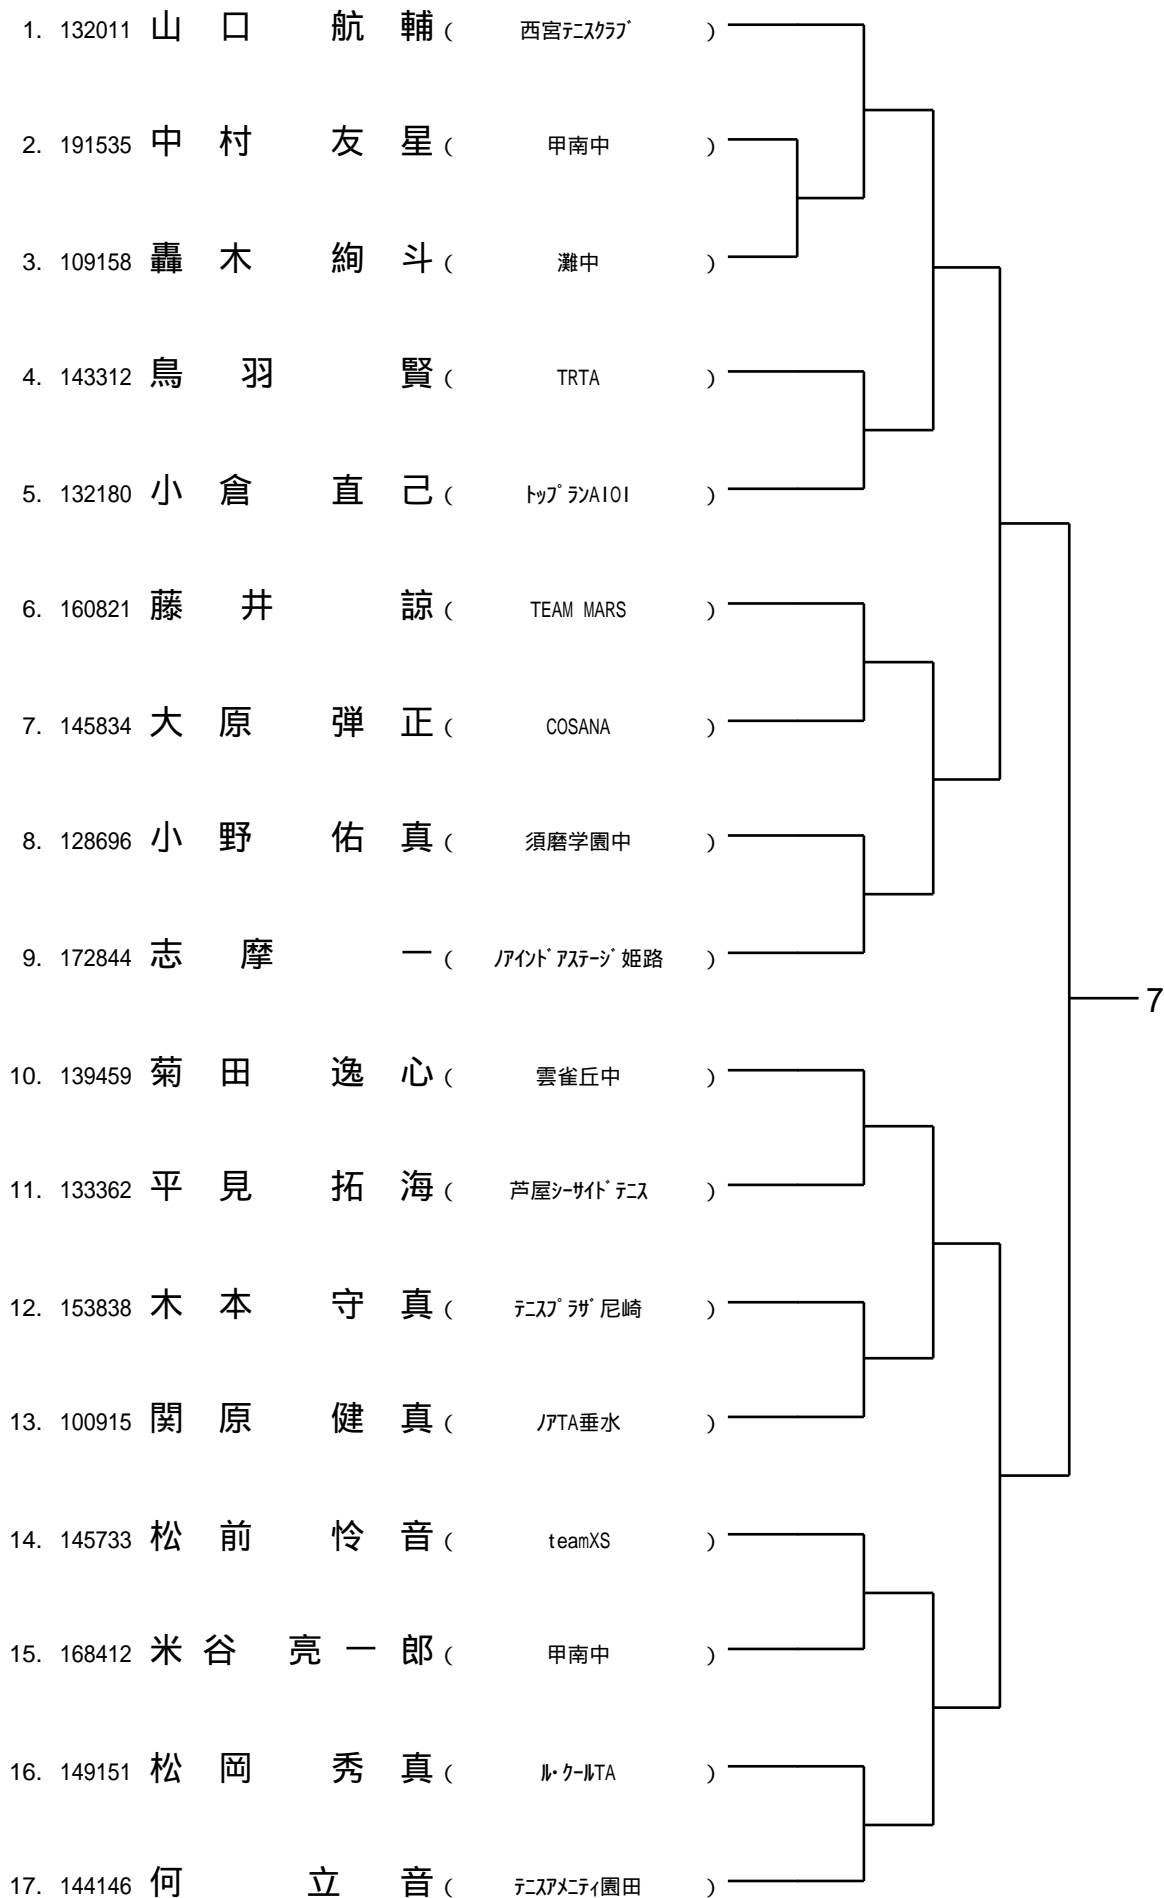 1. 132011 山口 航輔 ( 西宮ﾃﾆｽｸﾗﾌﾞ )
2. 191535 中村 友星 ( 甲南中 )
3. 109158 轟木 絢斗 ( 灘中 )
4. 143312 鳥羽 賢 ( TRTA )
5. 132180 小倉 直己 ( ﾄｯﾌﾟﾗﾝAIOI )
6. 160821 藤井 諒 ( TEAM MARS )
7. 145834 大原 弾正 ( COSANA )
8. 128696 小野 佑真 ( 須磨学園中 )
9. 172844 志摩 一 ( ﾉｱｲﾝﾄﾞｱｽﾃｰｼﾞ姫路 )
7
10. 139459 菊田 逸心 ( 雲雀丘中 )
11. 133362 平見 拓海 ( 芦屋ｼｰｻｲﾄﾞﾃﾆｽ )
12. 153838 木本 守真 ( ﾃﾆｽﾌﾟﾗｻﾞ尼崎 )
13. 100915 関原 健真 ( ﾉｱTA垂水 )
14. 145733 松前 怜音 ( teamXS )
15. 168412 米谷 亮一郎 ( 甲南中 )
16. 149151 松岡 秀真 ( ﾙ･ｸｰﾙTA )
17. 144146 何 立音 ( ﾃﾆｽｱﾒﾆﾃｨ園田 )